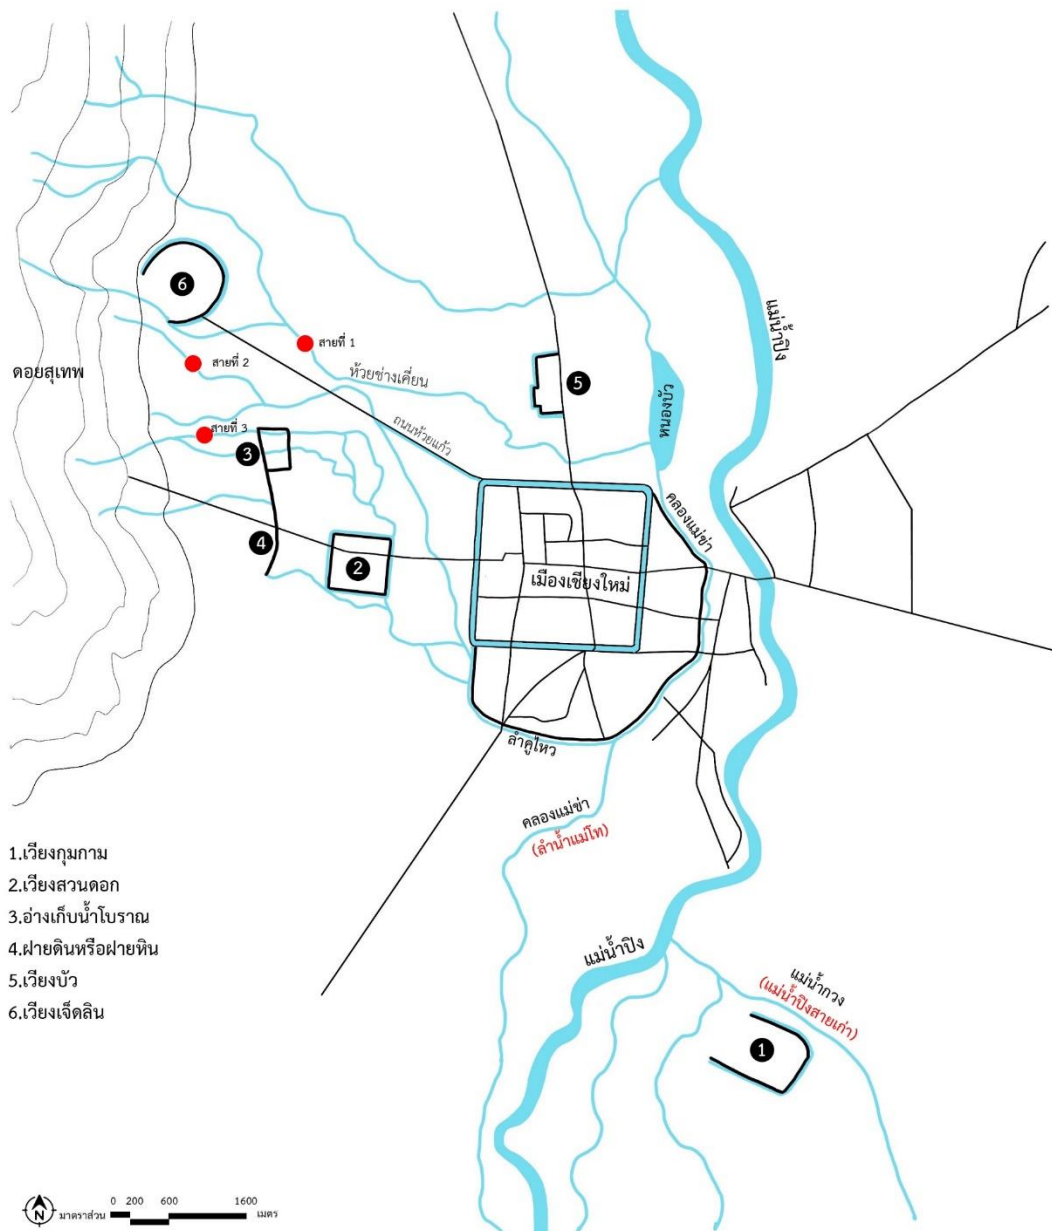 แม่น้ำปิง
6
สายที่ 1
สายที่ 2
ดอยสุเทพ
ห้วยช่างเคี่ยน
5
หนองบัว
ถนนห้วยแก้ว
สายที่ 3
3
คลองแม่ข่า
4
2
เมืองเชียงใหม่
ลำคูไหว
คลองแม่ข่า
(ลำน้ำแม่โท)
1.เวียงกุมกาม
2.เวียงสวนดอก
3.อ่างเก็บน้ำโบราณ
4.ฝายดินหรือฝายหิน
5.เวียงบัว
6.เวียงเจ็ดลิน
แม่น้ำปิง
แม่น้ำกวง
(แม่น้ำปิงสายเก่า)
1
N
มาตราส่วน 0 200 600 1600 เมตร